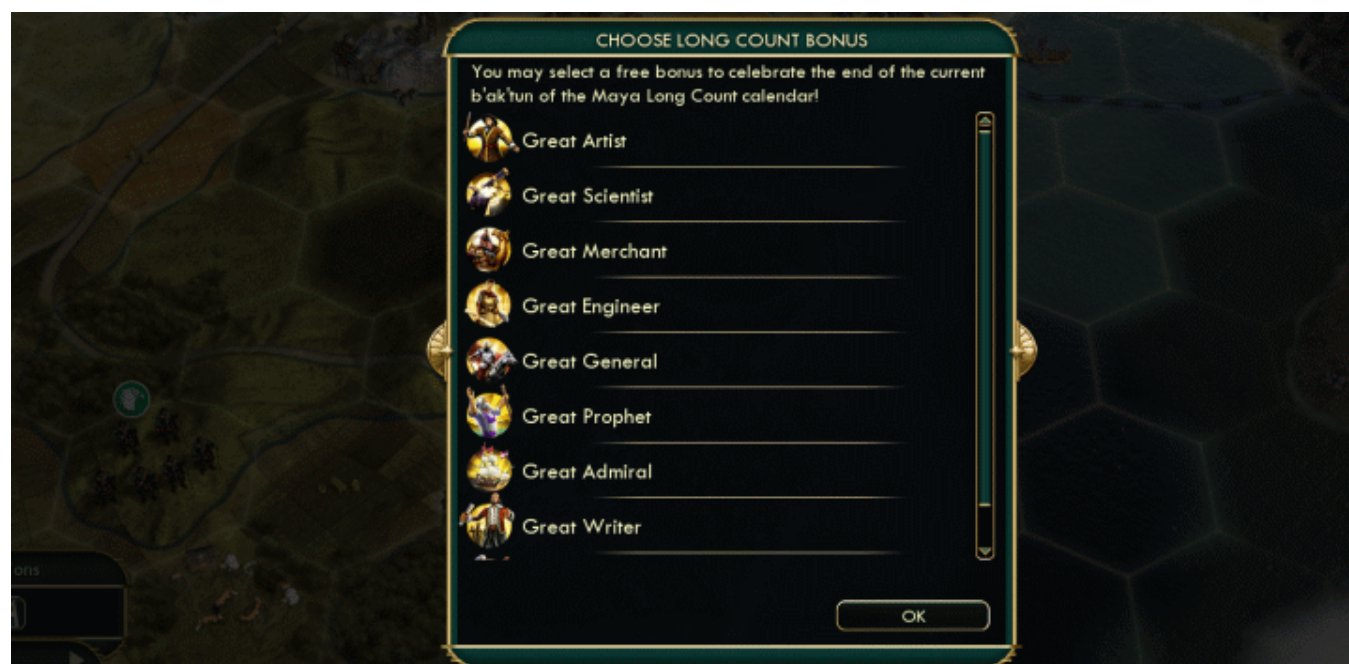 CHOOSE LONG COUNT BONUS
You may select a free bonus to celebrate the end of the current
b'ak'tun of the Maya Long Count calendar!
Great Artist
Great Scientist
Great Merchant
Great Engineer
Great General
Great Prophet
Great Admiral
Great Writer
ons
OK